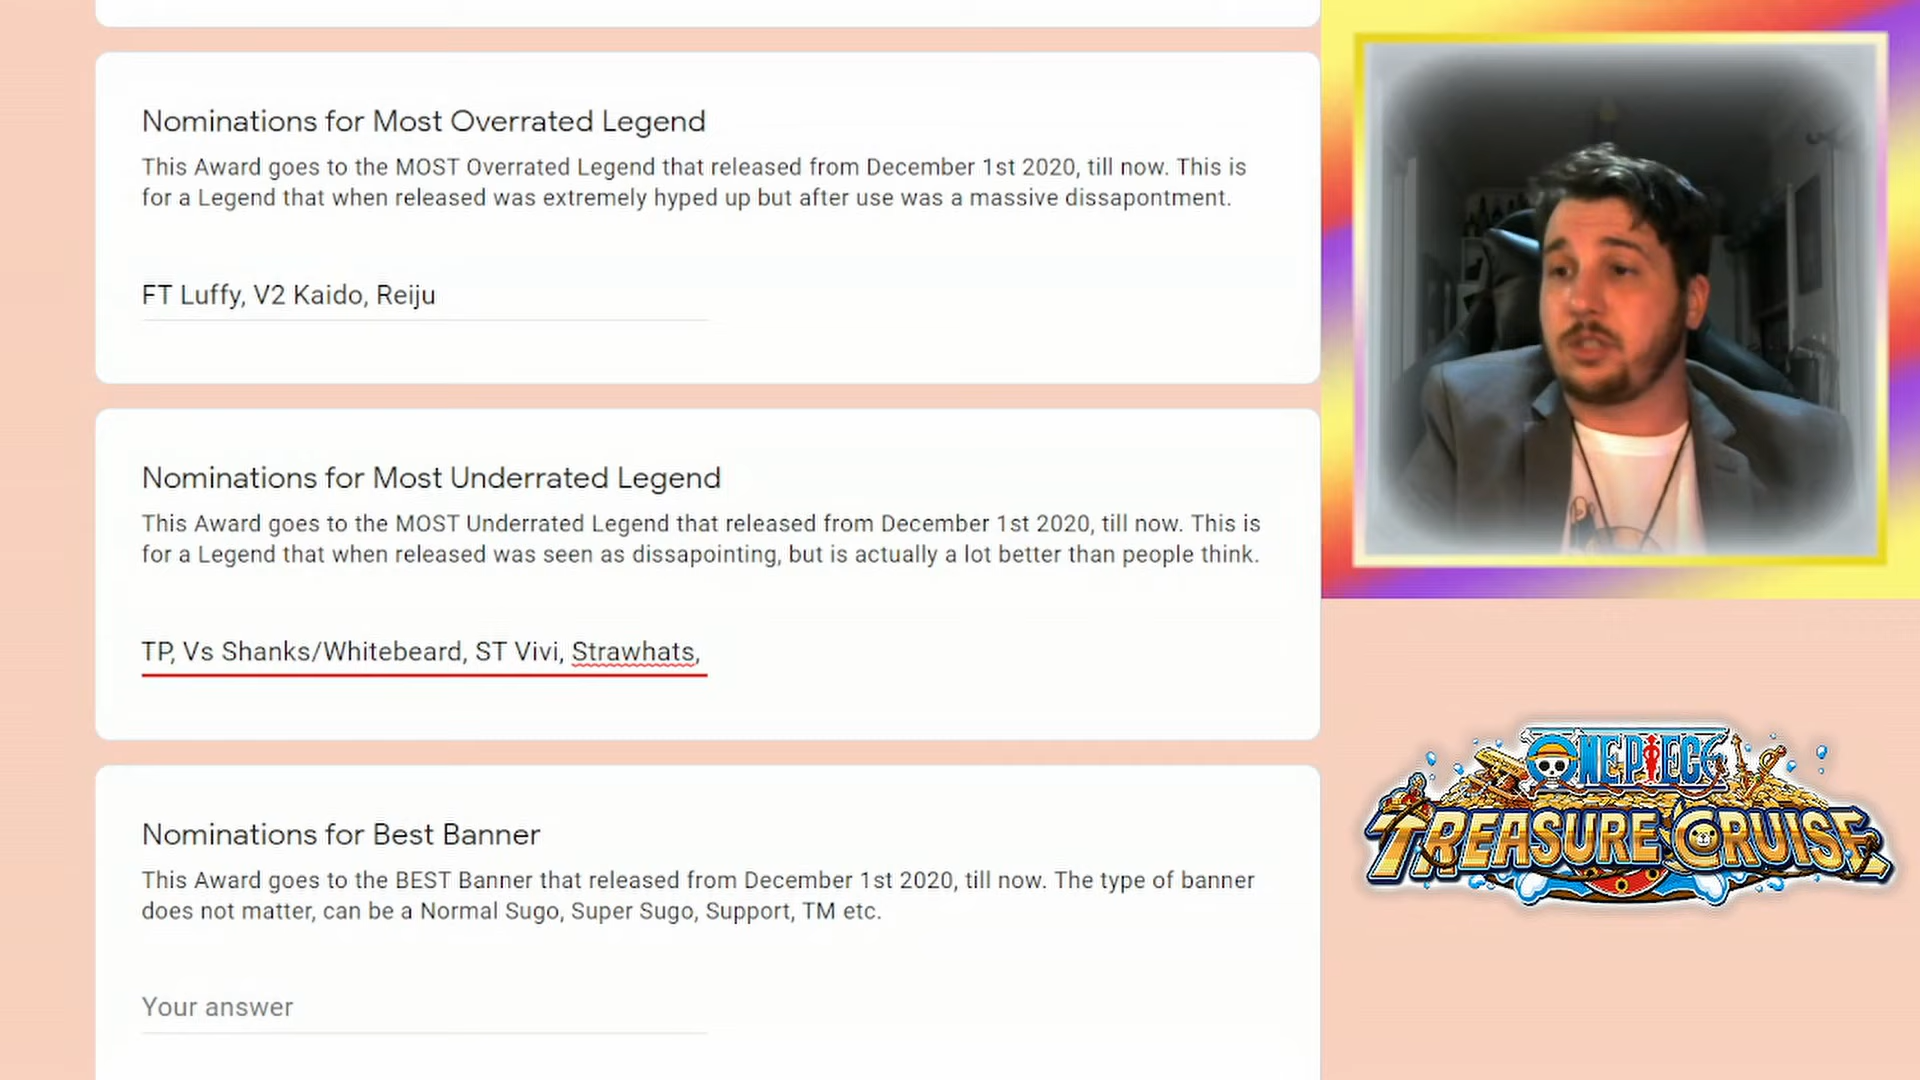 Nominations for Most Overrated Legend
This Award goes to the MOST Overrated Legend that released from December 1st 2020, till now. This is
for a Legend that when released was extremely hyped up but after use was a massive dissapontment.
FT Luffy, V2 Kaido, Reiju
Nominations for Most Underrated Legend
This Award goes to the MOST Underrated Legend that released from December 1st 2020, till now. This is
for a Legend that when released was seen as dissapointing, but is actually a lot better than people think.
TP, Vs Shanks/Whitebeard, ST Vivi, Strawhats,
Nominations for Best Banner
This Award goes to the BEST Banner that released from December 1st 2020, till now. The type of banner
does not matter, can be a Normal Sugo, Super Sugo, Support, TM etc.
Your answer
ONE PIECE
TREASURE CRUISE